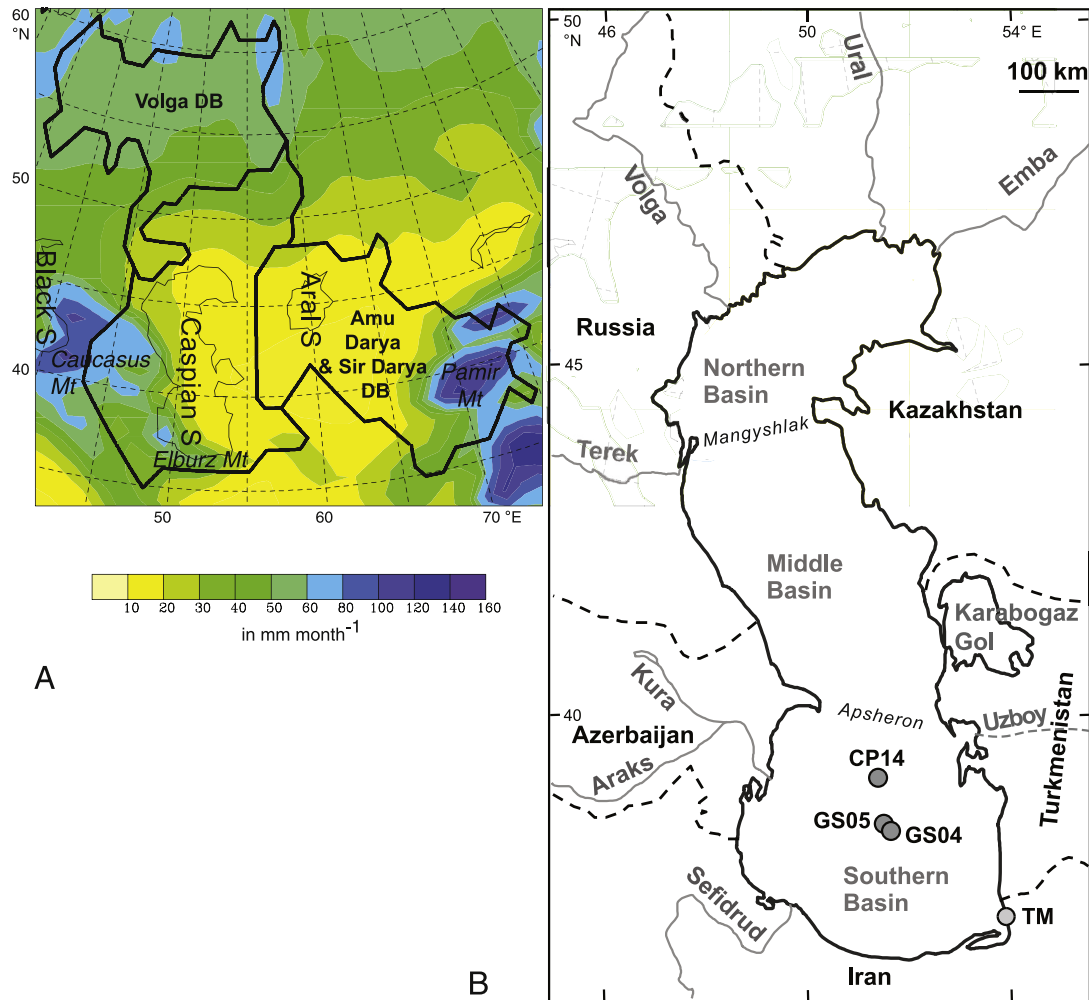 60
°N
50
40
Volga DB
Black S
Caucasus
Mt
Caspian S
Elburz Mt
Aral S
Amu
Darya
& Sir Darya
DB
Pamir
Mt
50
60
70 °E
10 20 30 40 50 60 80 100 120 140 160
in mm month-1
A
50
°N
46
50
54 ° E
100 km
Ural
Volga
Emba
Russia
45
Northern
Basin
Kazakhstan
Mangyshlak
Terek
Middle
Basin
Karabogaz
Gol
Kura
40
Apsheron
Uzboy
Azerbaijan
Araks
CP14
Turkmenistan
GS05
GS04
Southern
Basin
Sefidrud
TM
Iran
B